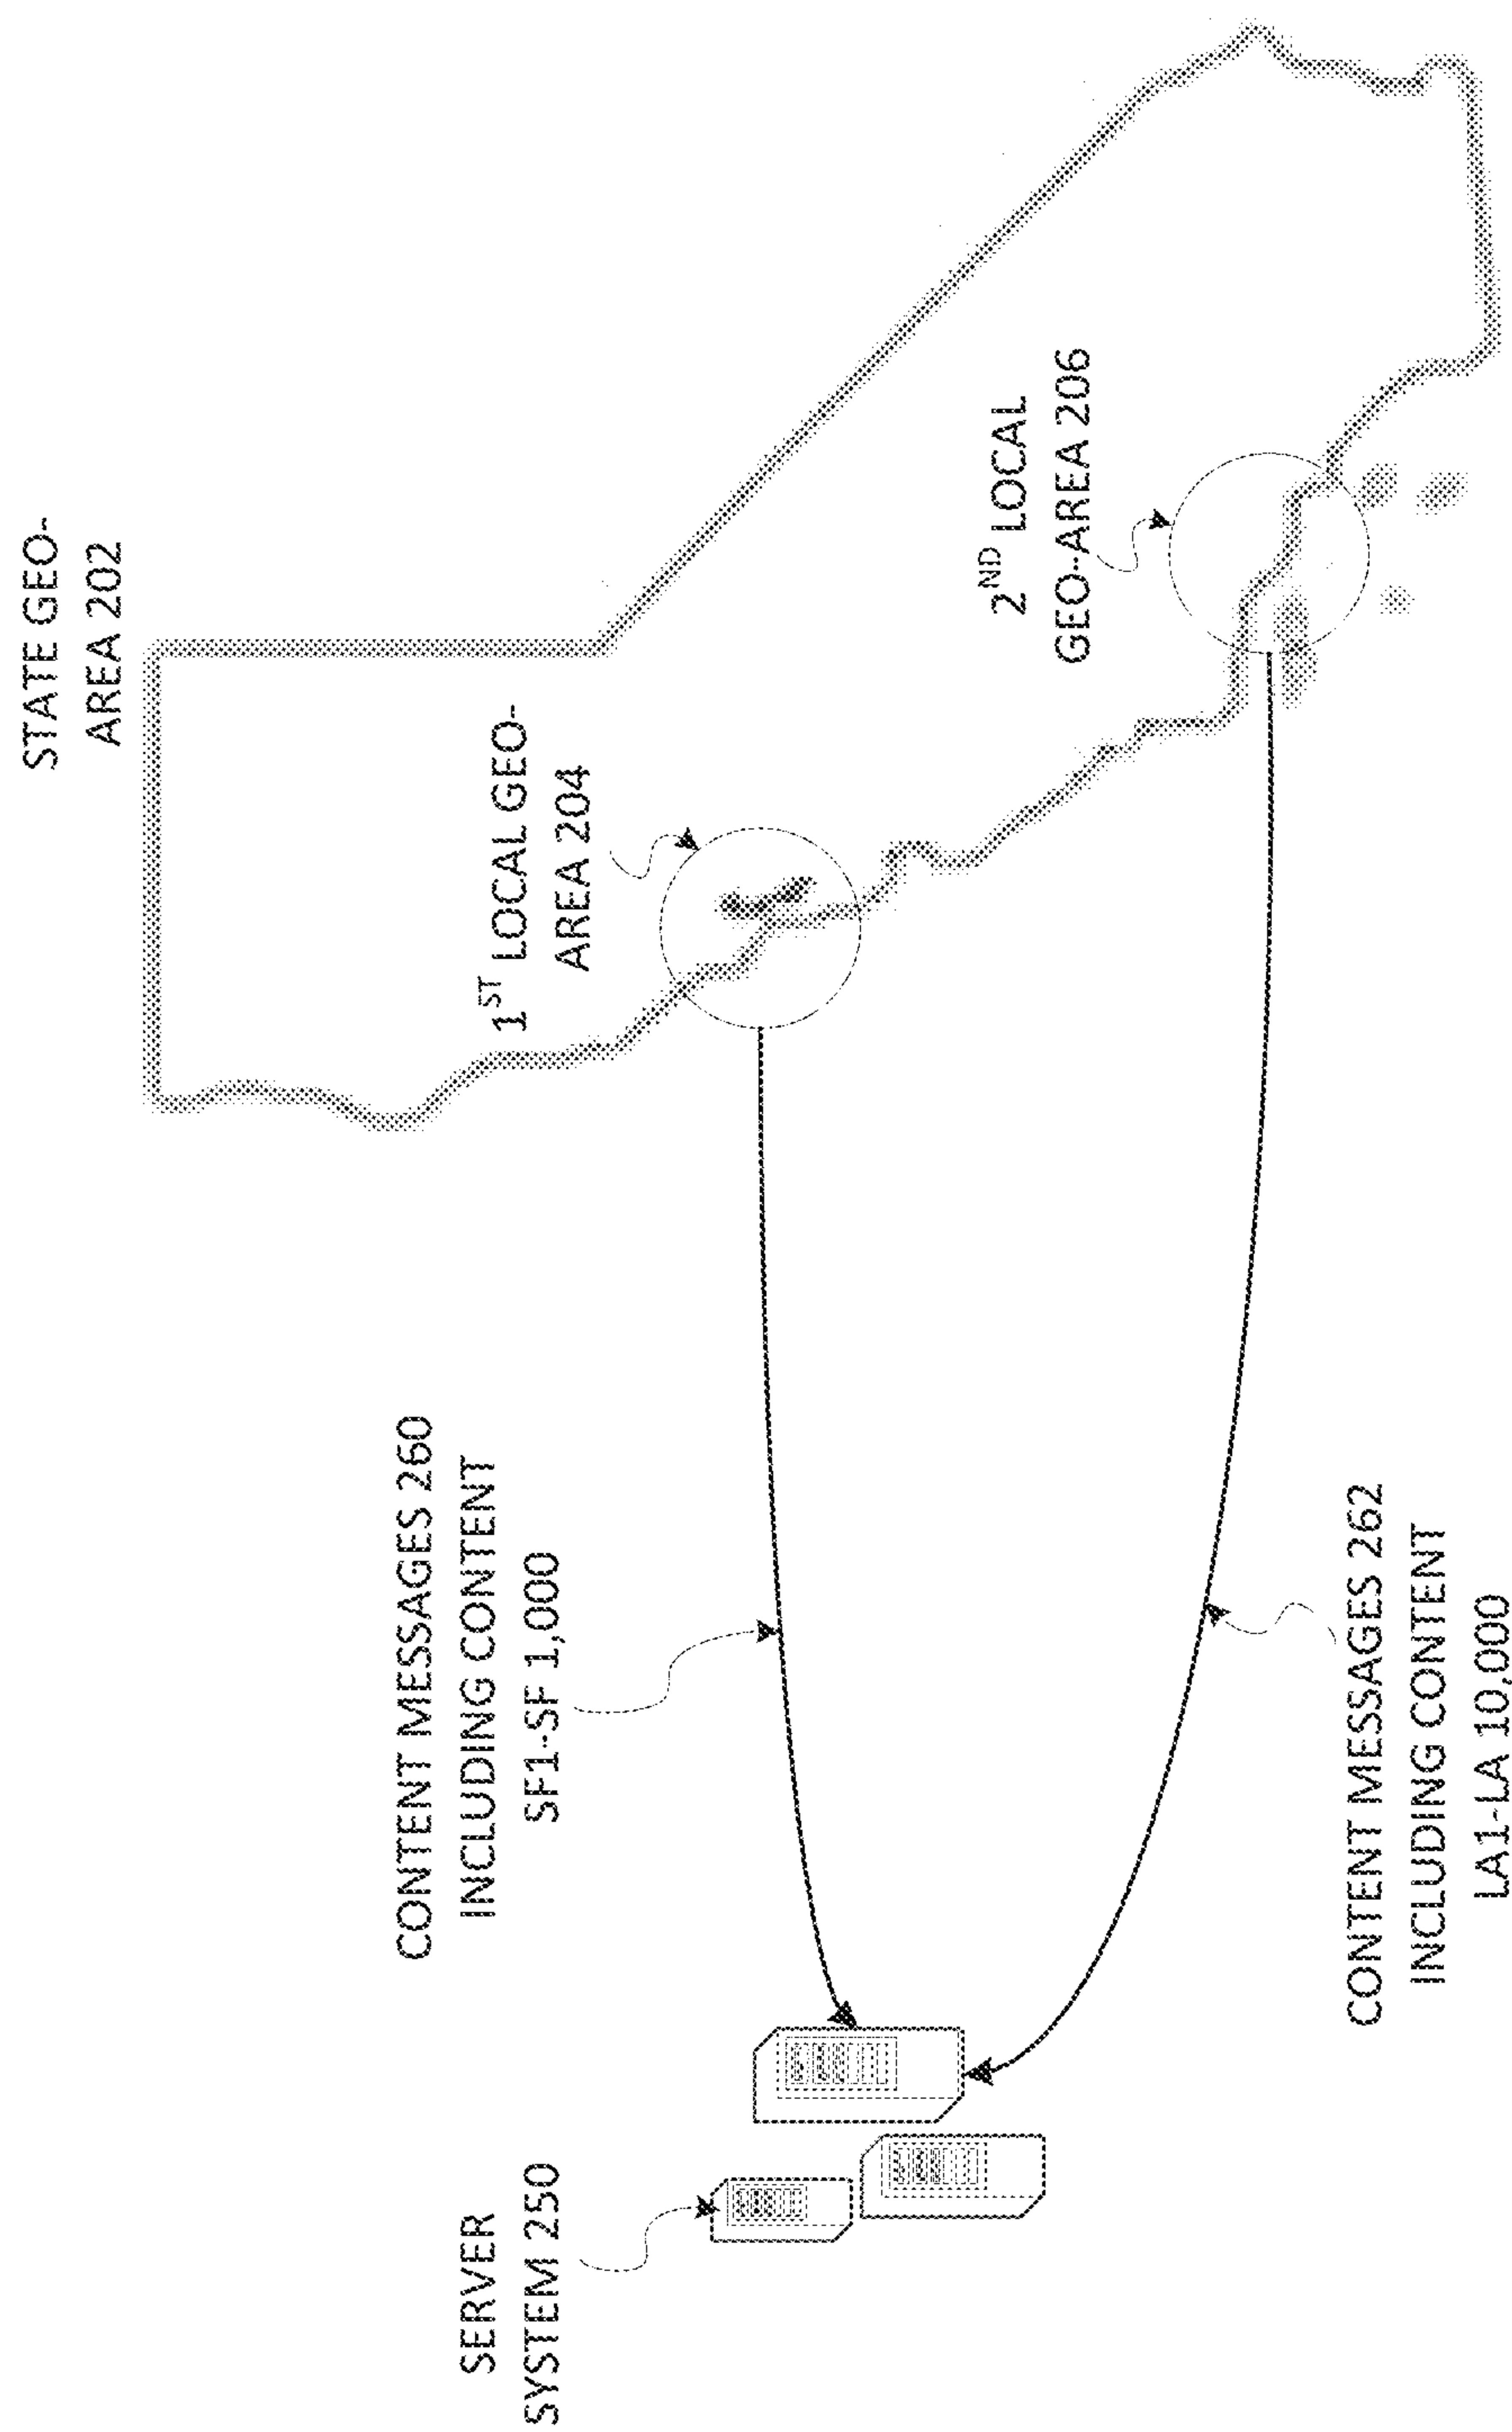 STATE GEO-
AREA 202
1ST LOCAL GEO-
AREA 204
2ND LOCAL
GEO-AREA 206
CONTENT MESSAGES 260
INCLUDING CONTENT
SF1-SF 1,000
SERVER
SYSTEM 250
CONTENT MESSAGES 262
INCLUDING CONTENT
LA1-LA 10,000